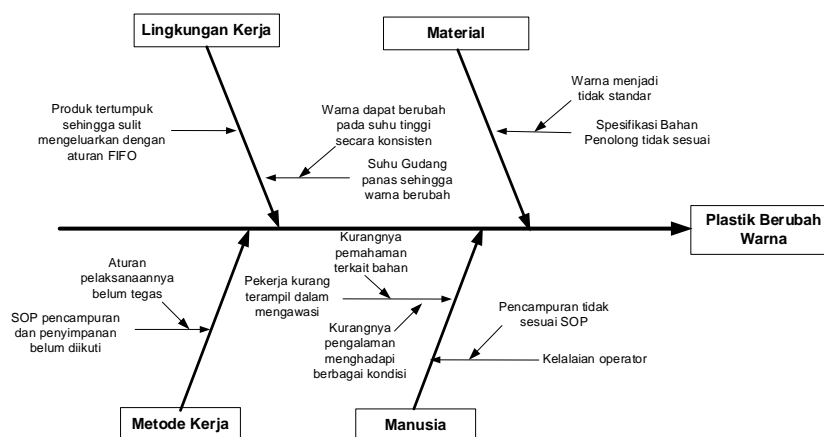 Lingkungan Kerja
Material
Produk tertumpuk
sehingga sulit
mengeluarkan dengan
aturan FIFO
Warna dapat berubah
pada suhu tinggi
secara konsisten
Suhu Gudang
panas sehingga
warna berubah
Warna menjadi
tidak standar
Spesifikasi Bahan
Penolong tidak sesuai
Plastik Berubah
Warna
Aturan
pelaksanaannya
belum tegas
SOP pencampuran
dan penyimpanan
belum diikuti
Kurangnya
pemahaman
terkait bahan
Pekerja kurang
terampil dalam
mengawasi
Kurangnya
pengalaman
menghadapi
berbagai kondisi
Pencampuran tidak
sesuai SOP
Kelalaian operator
Metode Kerja
Manusia